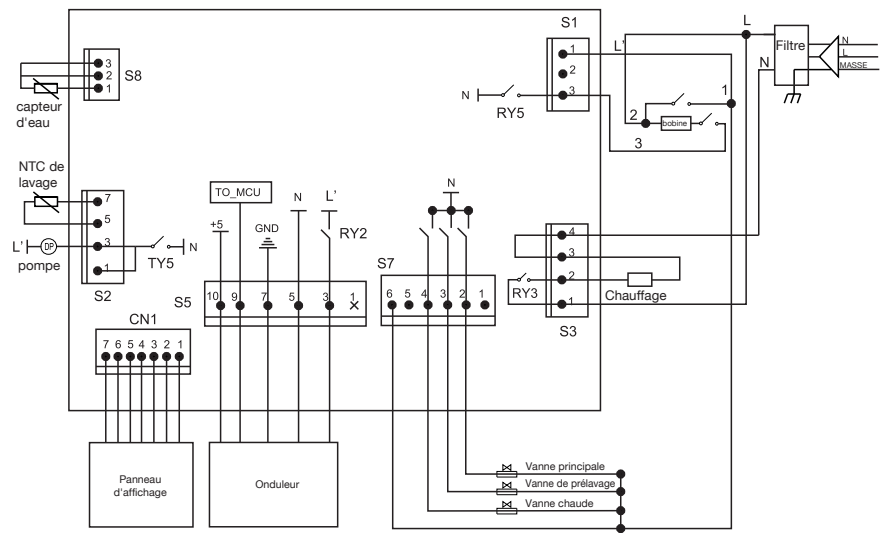 S1
L
L'
Filtre
N
L
MASSE
N
1
2
3
N
RY5
1
2
bobine
3
3
2
1
S8
capteur
d'eau
NTC de
lavage
7
5
3
1
S2
L'
DP
pompe
TY5
N
TO_MCU
+5
GND
N
L'
RY2
S5
10
9
7
5
3
1
N
S7
6
5
4
3
2
1
4
3
2
1
RY3
Chauffage
S3
CN1
7
6
5
4
3
2
1
Panneau
d'affichage
Onduleur
Vanne principale
Vanne de prélavage
Vanne chaude